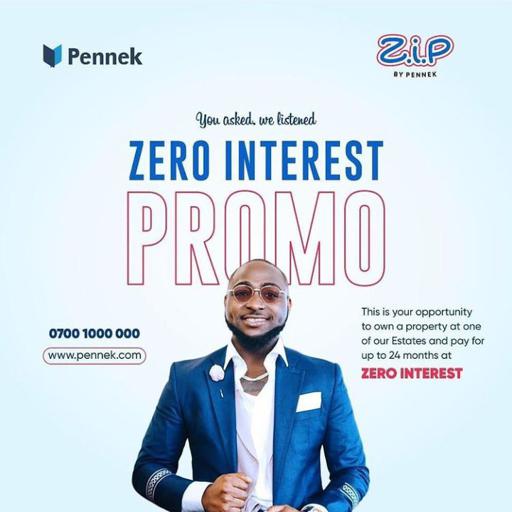 Pennek
Z.i.P
BY PENNEK
You asked, we listened
ZERO INTEREST
PROMO
0700 1000 000
www.pennek.com
This is your opportunity
to own a property at one
of our Estates and pay for
up to 24 months at
ZERO INTEREST